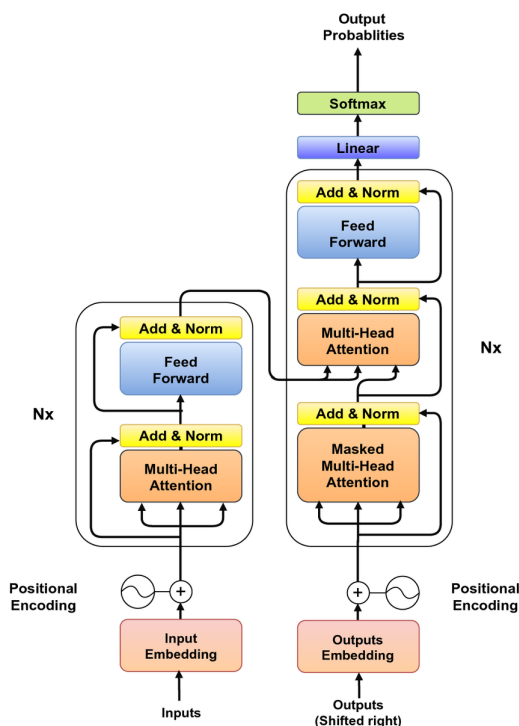 Output
Probablities
Softmax
Linear
Add & Norm
Feed
Forward
Add & Norm
Multi-Head
Attention
Nx
Add & Norm
Masked
Multi-Head
Attention
Add & Norm
Feed
Forward
Nx
Add & Norm
Multi-Head
Attention
Positional
Encoding
Positional
Encoding
Input
Embedding
Outputs
Embedding
Inputs
Outputs
(Shifted right)